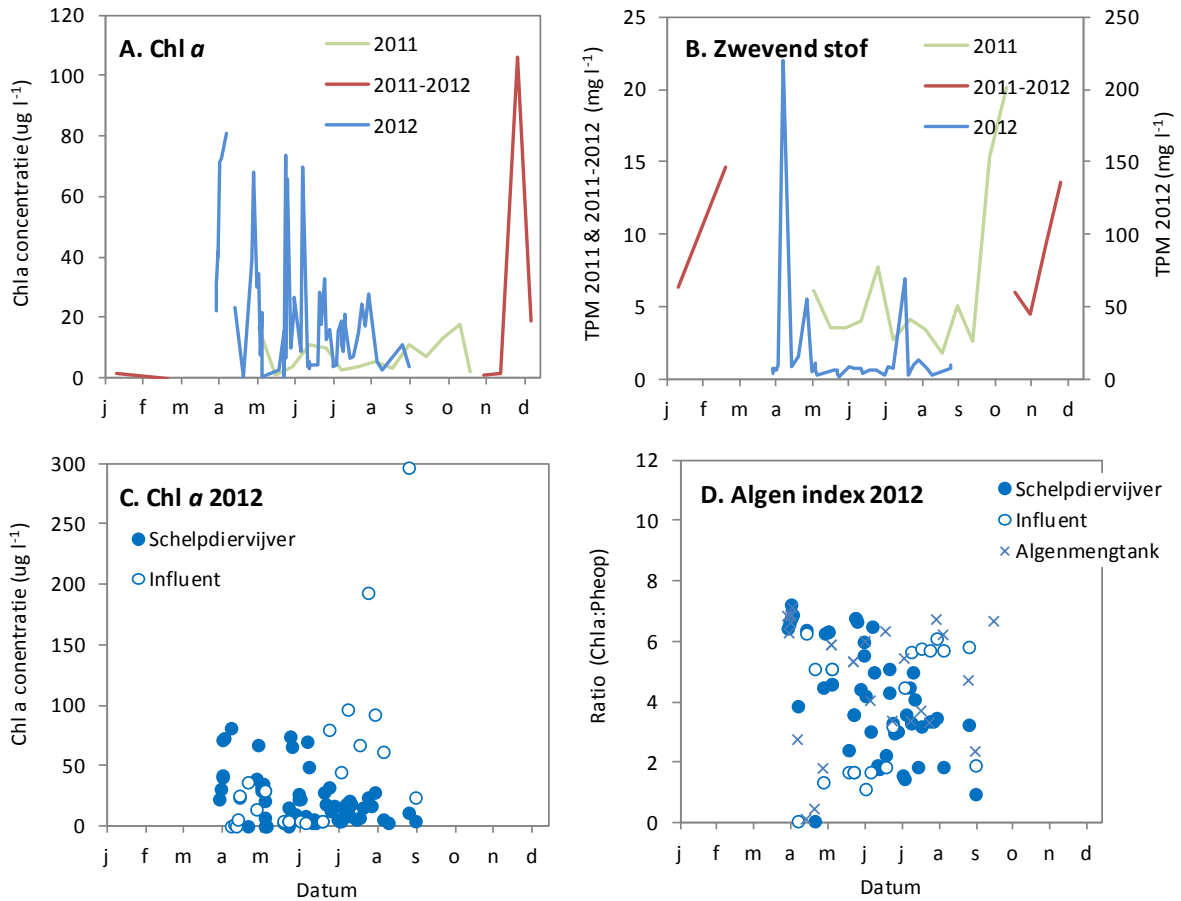 A. Chl a
Chla concentratie (ug l-1)
120
100
80
60
40
20
0
2011
2011-2012
2012
j f m a m j j a s o n d
B. Zwevend stof
TPM 2011 & 2011-2012 (mg l-1)
25
20
15
10
5
0
2011
2011-2012
2012
250
200
150
100
50
0
TPM 2012 (mg l-1)
j f m a m j j a s o n d
C. Chl a 2012
Chl a conentratie (ug l-1)
300
250
200
150
100
50
0
Schelpdiervijver
Influent
j f m a m j j a s o n d
Datum
D. Algen index 2012
Ratio (Chla:Pheop)
12
10
8
6
4
2
0
Schelpdiervijver
Influent
Algenmengtank
j f m a m j j a s o n d
Datum